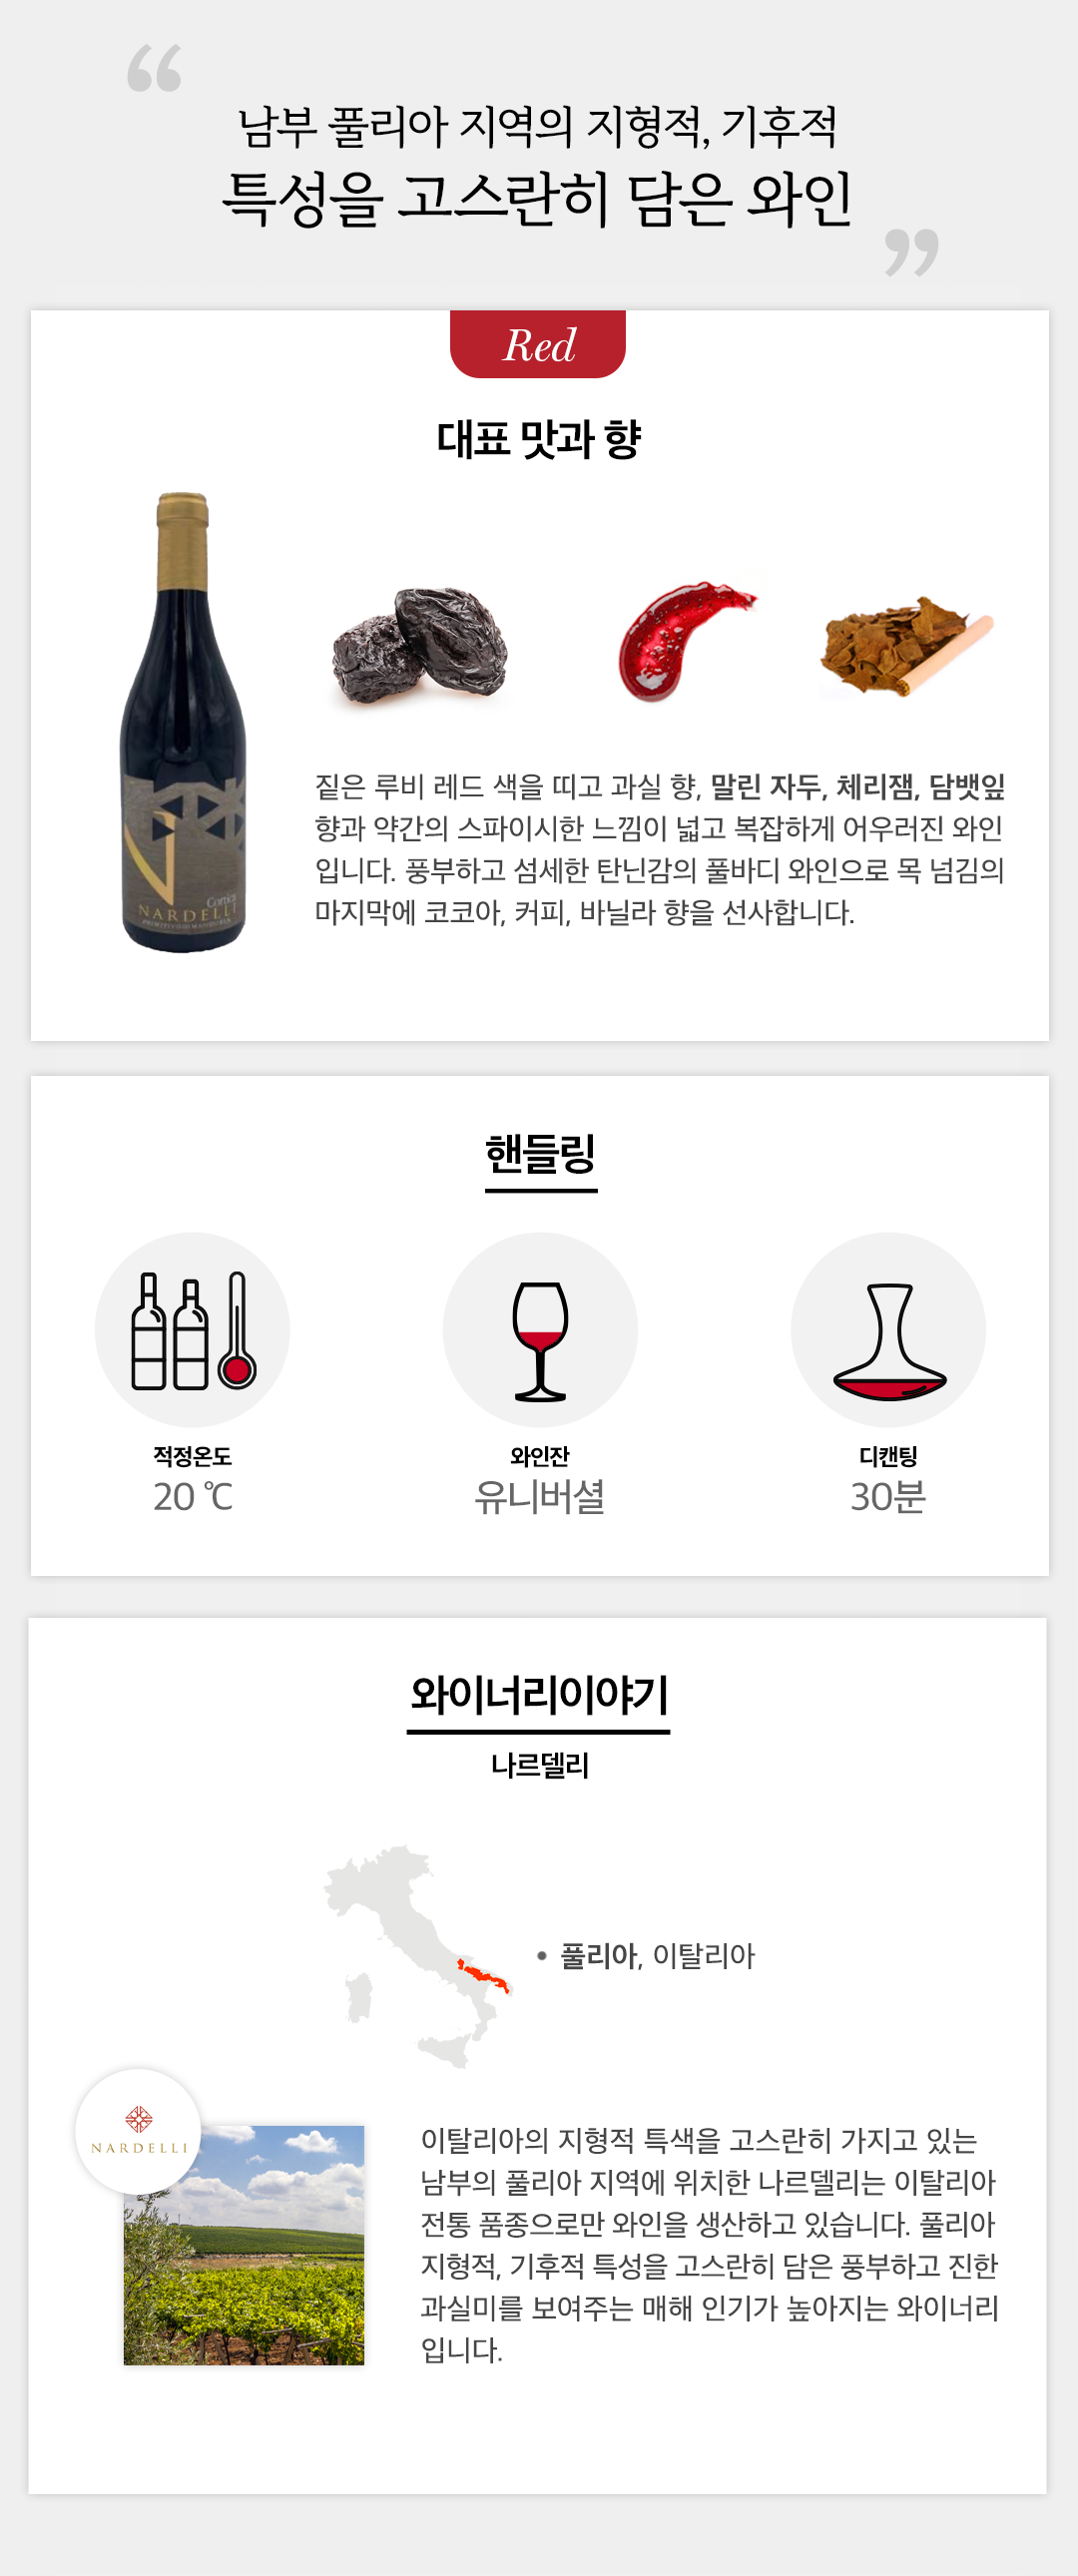 “
남부 풀리아 지역의 지형적, 기후적
특성을 고스란히 담은 와인
”
Red
대표 맛과 향
Cortica
NARDELLI
PRIMITIVO DI MANDURIA
짙은 루비 레드 색을 띠고 과실 향, 말린 자두, 체리잼, 담뱃잎
향과 약간의 스파이시한 느낌이 넓고 복잡하게 어우러진 와인
입니다. 풍부하고 섬세한 탄닌감의 풀바디 와인으로 목 넘김의
마지막에 코코아, 커피, 바닐라 향을 선사합니다.
핸들링
적정온도
20 ℃
와인잔
유니버셜
디캔팅
30분
와이너리이야기
나르델리
• 풀리아, 이탈리아
NARDELLI
이탈리아의 지형적 특색을 고스란히 가지고 있는
남부의 풀리아 지역에 위치한 나르델리는 이탈리아
전통 품종으로만 와인을 생산하고 있습니다. 풀리아
지형적, 기후적 특성을 고스란히 담은 풍부하고 진한
과실미를 보여주는 매해 인기가 높아지는 와이너리
입니다.